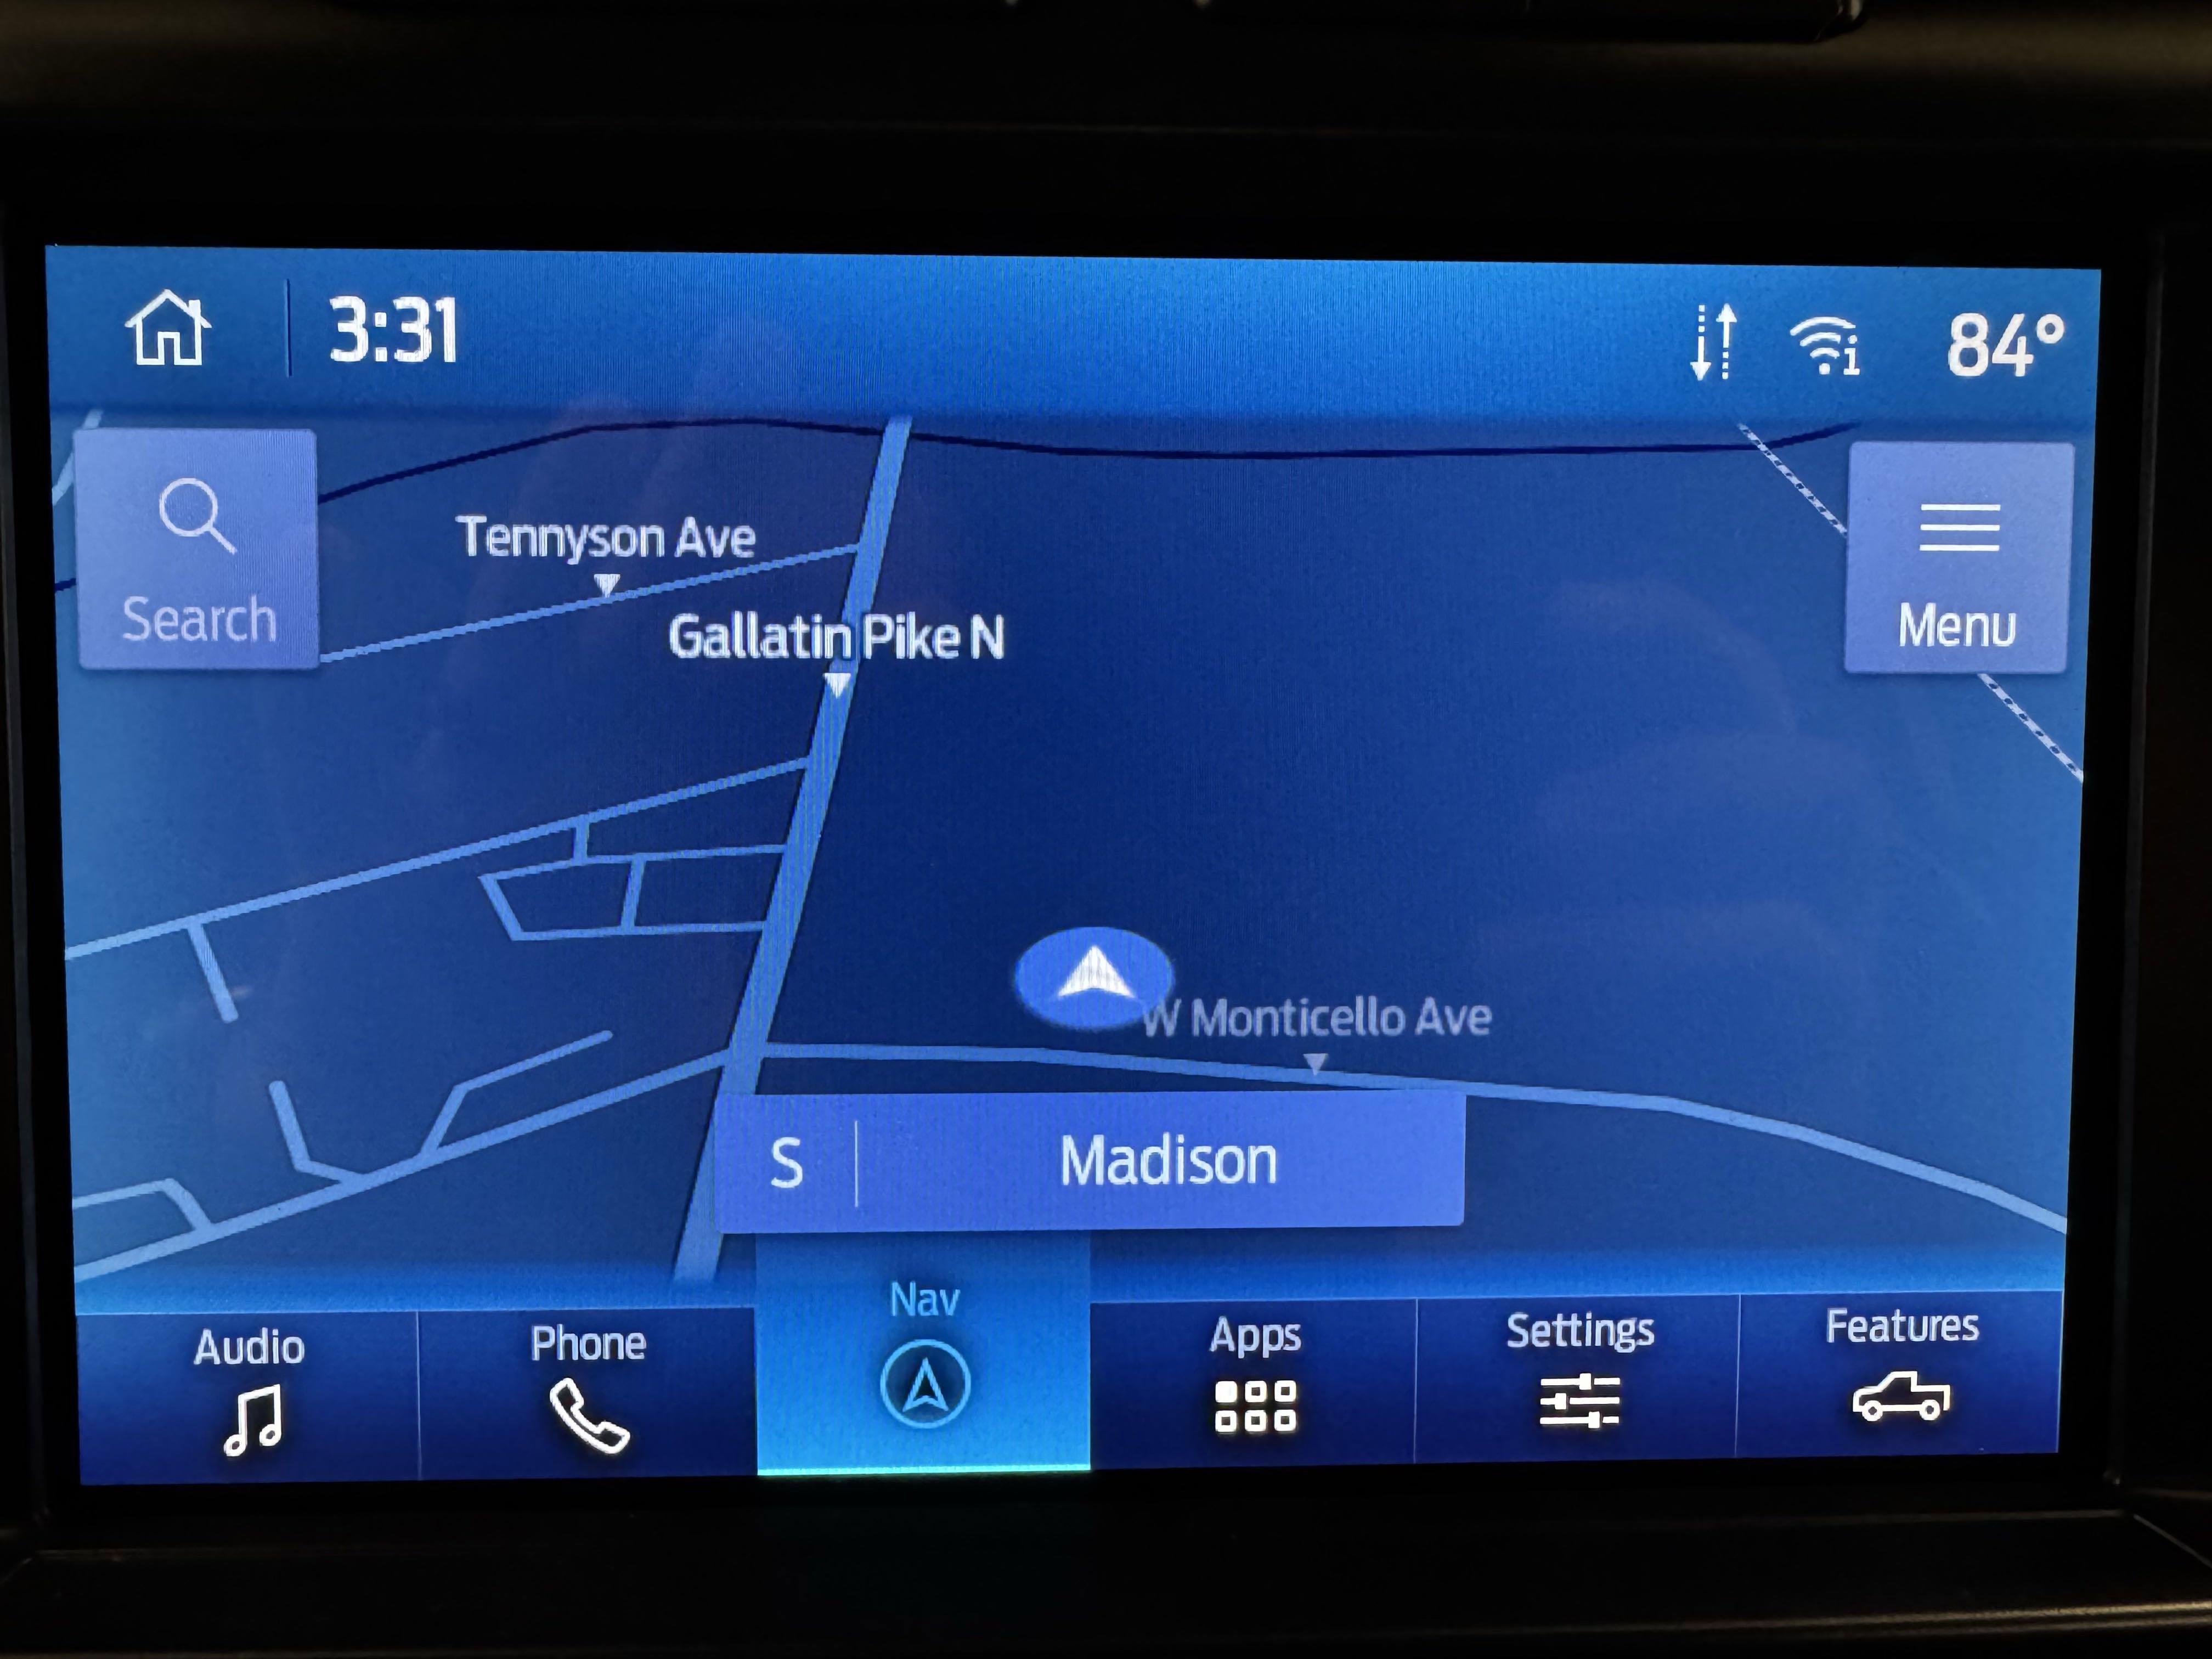 3:31
84°
Search
Menu
Tennyson Ave
Gallatin Pike N
W Monticello Ave
S
Madison
Audio
Phone
Nav
Apps
Settings
Features